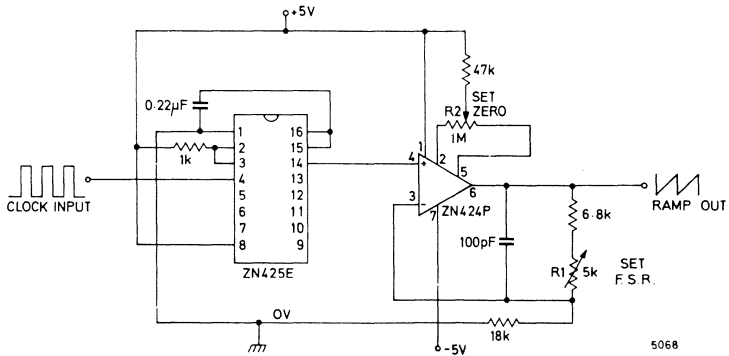 +5V
47k
0.22µF
R2
SET
ZERO
1M
1 16
2 15
3 14
4 13
5 12
6 11
7 10
8 9
1k
ZN425E
CLOCK INPUT
4 + 1 2 5
6
3 - 7
ZN424P
100pF
6.8k
R1 5k
SET
F.S.R.
RAMP OUT
0V
18k
-5V
5068